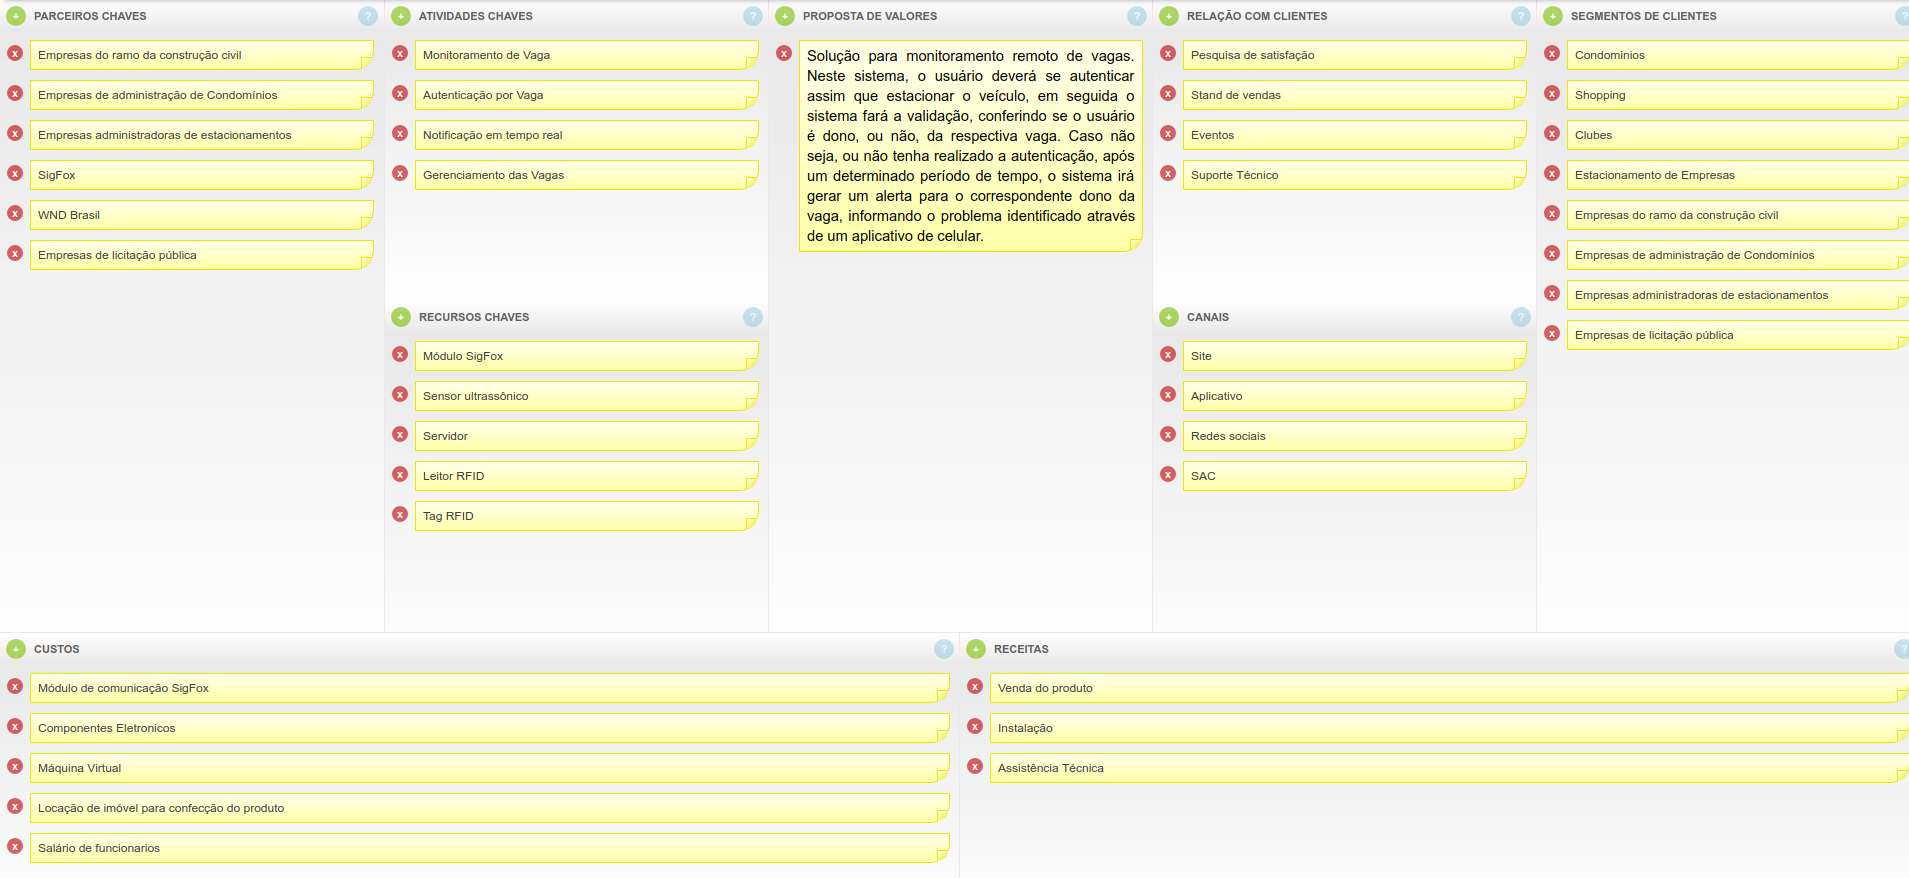 PARCEIROS CHAVES
Empresas do ramo da construção civil
Empresas de administração de Condomínios
Empresas administradoras de estacionamentos
SigFox
WND Brasil
Empresas de licitação pública
ATIVIDADES CHAVES
Monitoramento de Vaga
Autenticação por Vaga
Notificação em tempo real
Gerenciamento das Vagas
RECURSOS CHAVES
Módulo SigFox
Sensor ultrassônico
Servidor
Leitor RFID
Tag RFID
PROPOSTA DE VALORES
Solução para monitoramento remoto de vagas.
Neste sistema, o usuário deverá se autenticar
assim que estacionar o veículo, em seguida o
sistema fará a validação, conferindo se o usuário
é dono, ou não, da respectiva vaga. Caso não
seja, ou não tenha realizado a autenticação, após
um determinado período de tempo, o sistema irá
gerar um alerta para o correspondente dono da
vaga, informando o problema identificado através
de um aplicativo de celular.
RELAÇÃO COM CLIENTES
Pesquisa de satisfação
Stand de vendas
Eventos
Suporte Técnico
CANAIS
Site
Aplicativo
Redes sociais
SAC
SEGMENTOS DE CLIENTES
Condominios
Shopping
Clubes
Estacionamento de Empresas
Empresas do ramo da construção civil
Empresas de administração de Condomínios
Empresas administradoras de estacionamentos
Empresas de licitação pública
CUSTOS
Módulo de comunicação SigFox
Componentes Eletronicos
Máquina Virtual
Locação de imóvel para confecção do produto
Salário de funcionarios
RECEITAS
Venda do produto
Instalação
Assistência Técnica